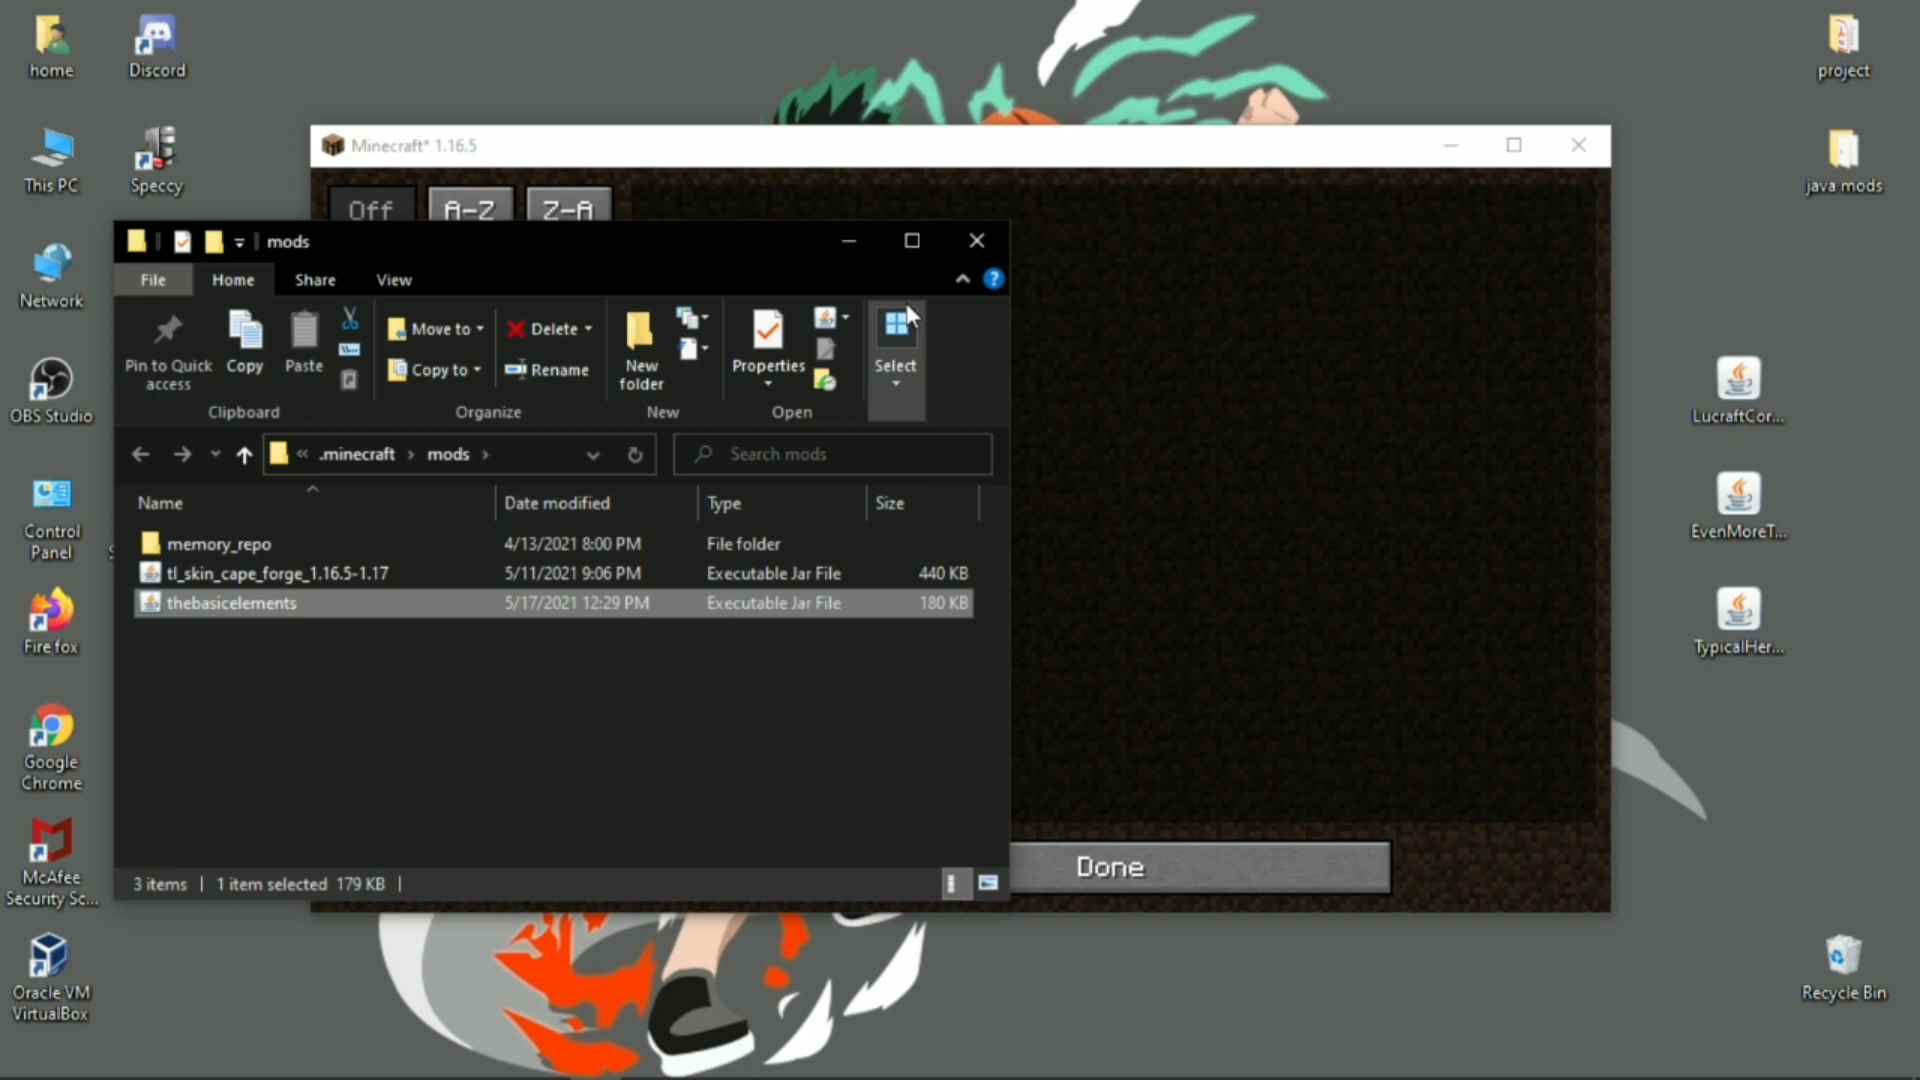 home
Discord
project
This PC
Speccy
java mods
Minecraft* 1.16.5
Off
A-Z
Z-A
mods
File
Home
Share
View
Network
Pin to Quick
access
Copy
Paste
Move to
Copy to
Delete
Rename
New
folder
Properties
Select
Clipboard
Organize
New
Open
OBS Studio
LucraftCor...
« .minecraft › mods ›
Search mods
Name
Date modified
Type
Size
memory_repo
4/13/2021 8:00 PM
File folder
tl_skin_cape_forge_1.16.5-1.17
5/11/2021 9:06 PM
Executable Jar File
440 KB
thebasicelements
5/17/2021 12:29 PM
Executable Jar File
180 KB
Control
Panel
EvenMoreT...
Fire fox
TypicalHer...
Google
Chrome
McAfee
Security Sc...
3 items
1 item selected 179 KB
Done
Oracle VM
VirtualBox
Recycle Bin